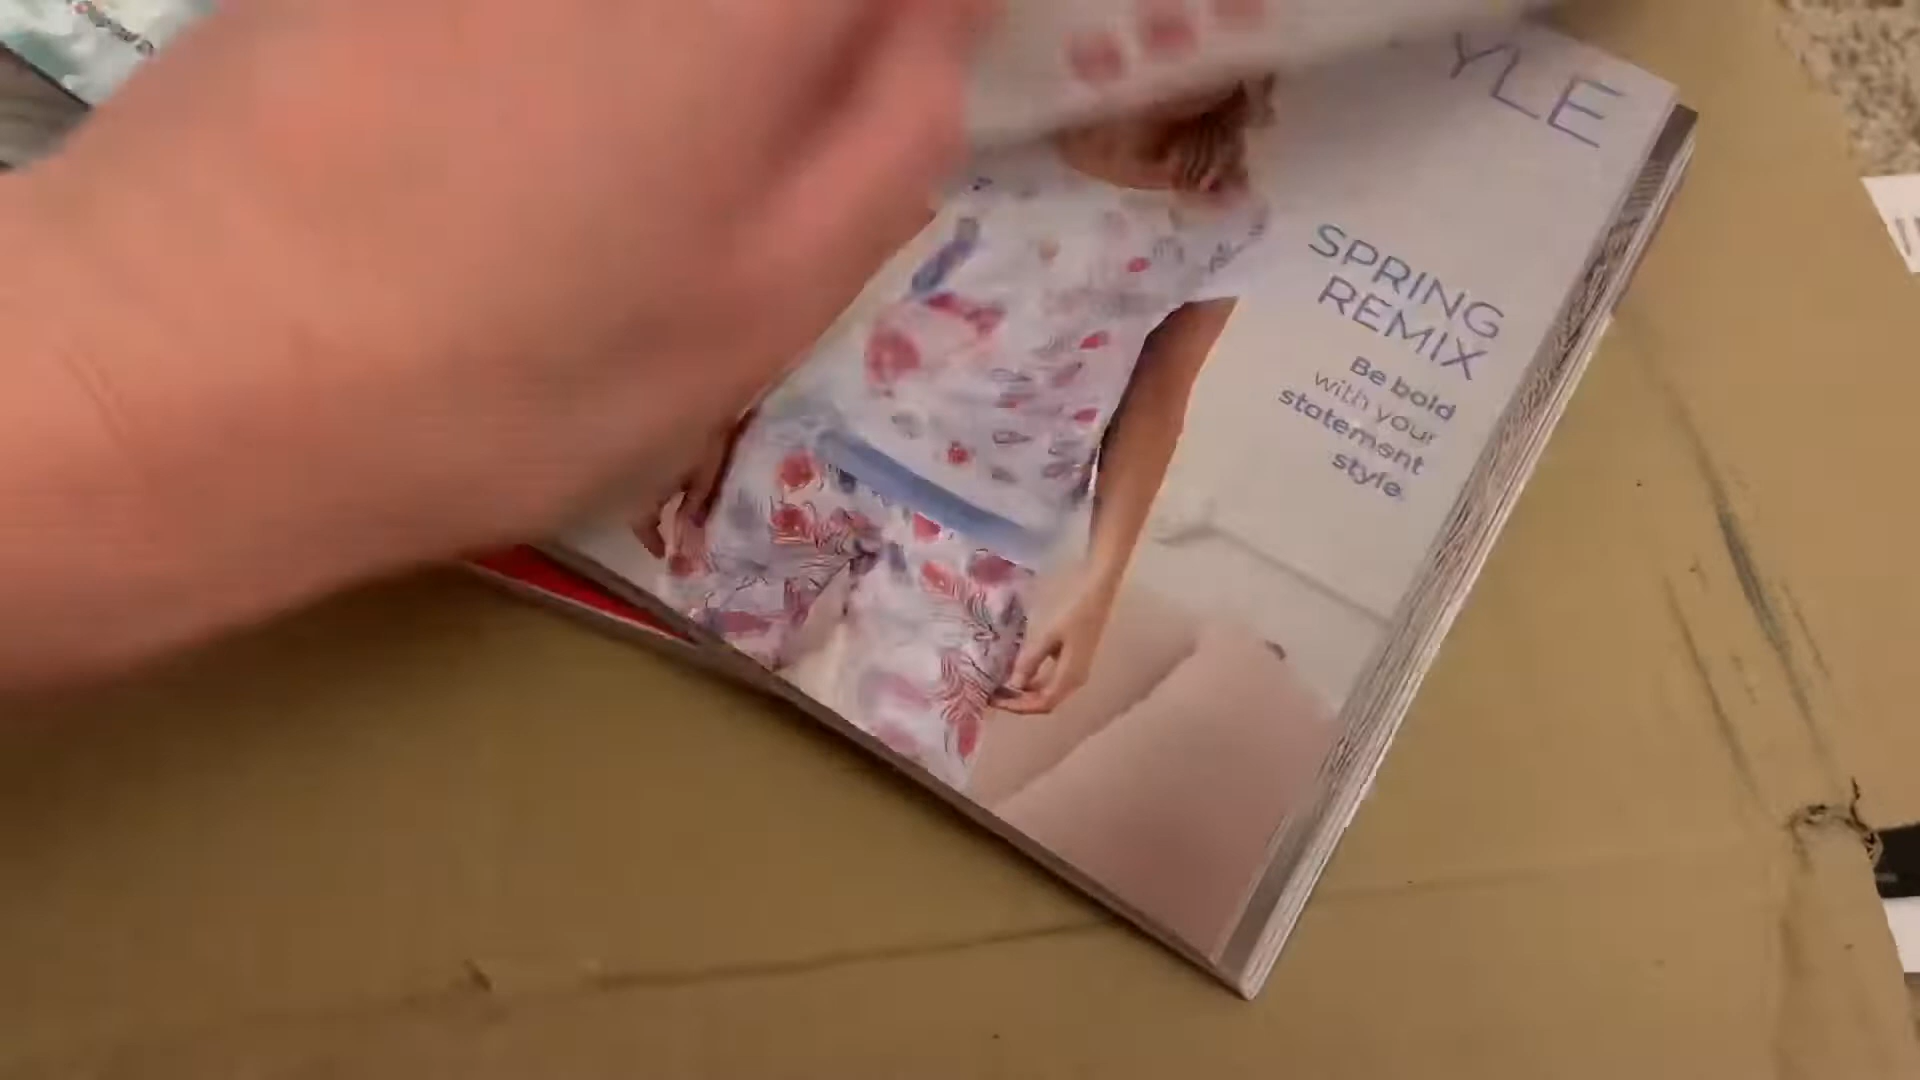 YLE
SPRING
REMIX
Be bold
with your
statement
style.